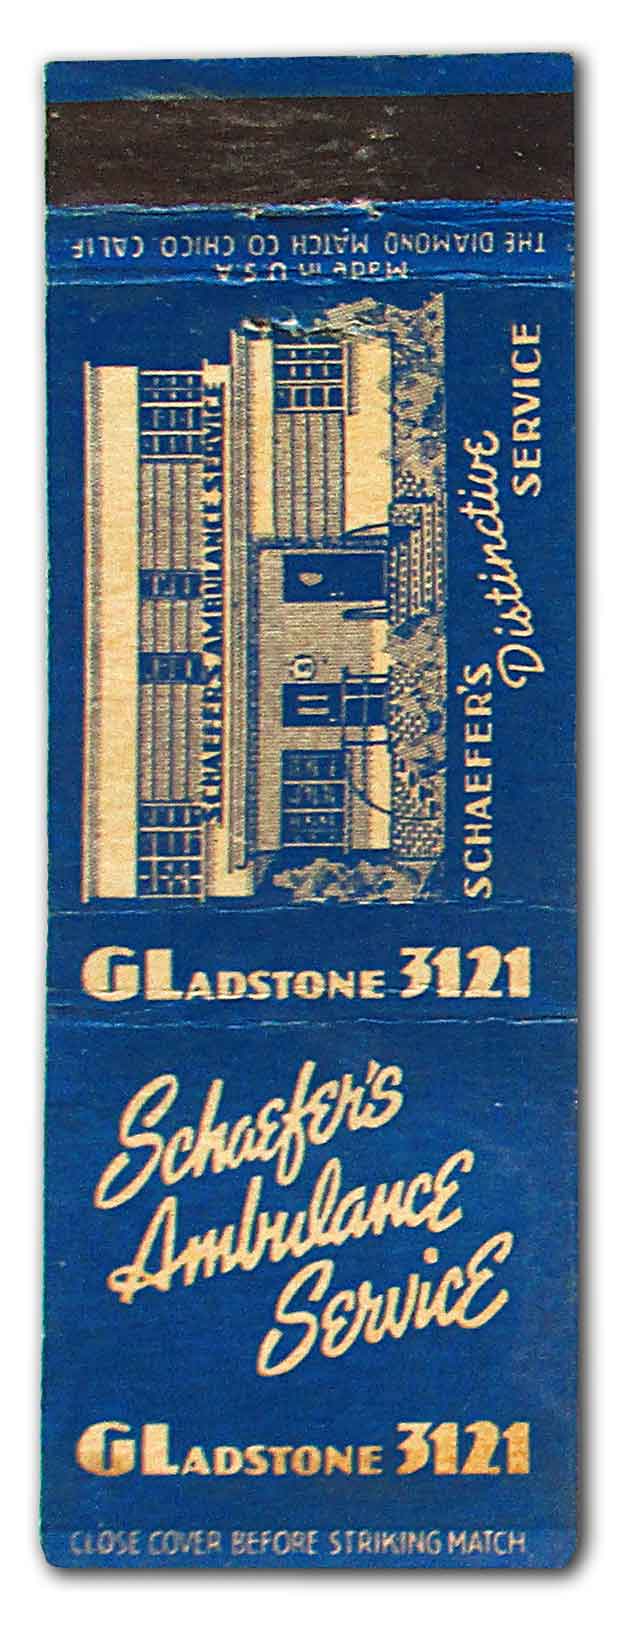 THE DIAMOND MATCH CO. CHICO, CALIF.
Made in U.S.A.
SCHAEFER'S AMBULANCE SERVICE
SCHAEFER'S
Distinctive
SERVICE
GLADSTONE 3121
Schaefer's
Ambulance
Service
GLADSTONE 3121
CLOSE COVER BEFORE STRIKING MATCH